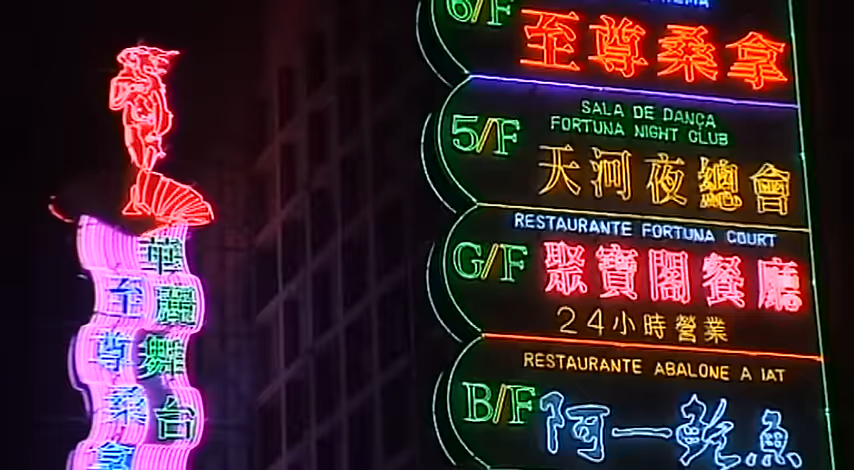 華麗舞台
至尊桑拿
6/F
至尊桑拿
5/F
SALA DE DANÇA
FORTUNA NIGHT CLUB
天河夜總會
G/F
RESTAURANTE FORTUNA COURT
聚寶閣餐廳
24小時營業
B/F
RESTAURANTE ABALONE A IAT
阿一鮑魚